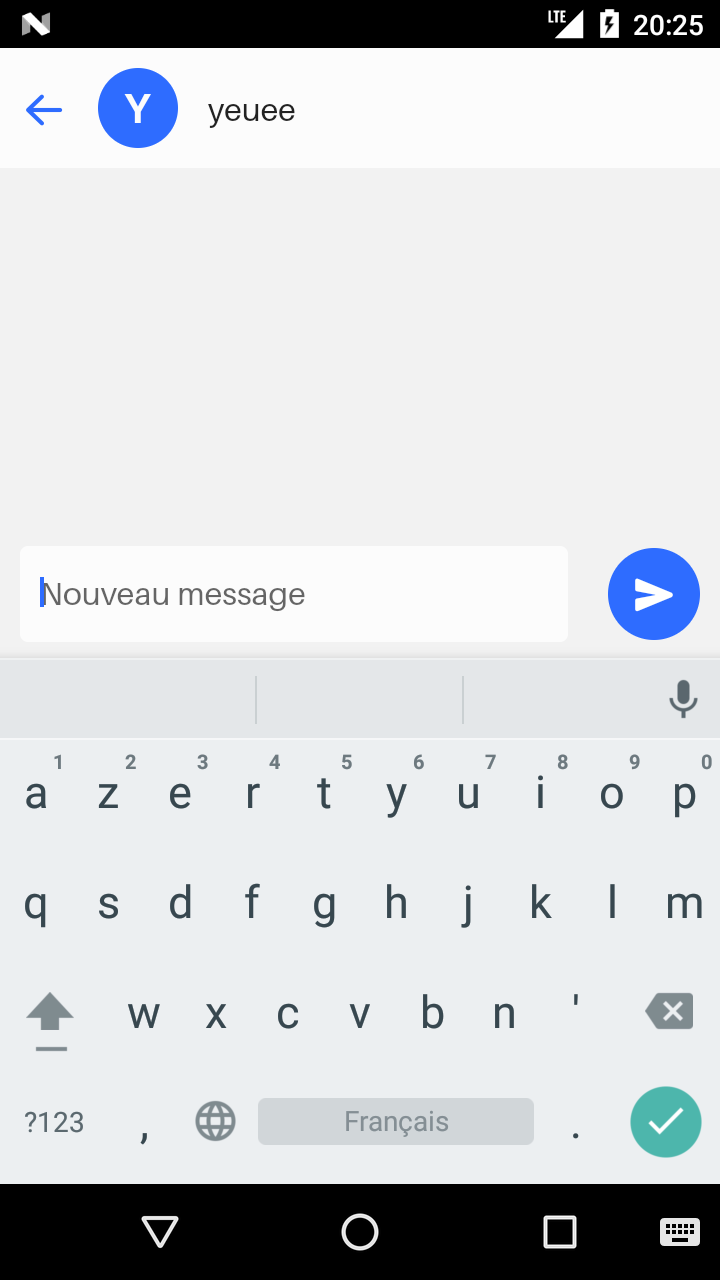 LTE 20:25
Y yeuee
Nouveau message
1 2 3 4 5 6 7 8 9 0
a z e r t y u i o p
q s d f g h j k l m
w x c v b n '
?123 , Français .